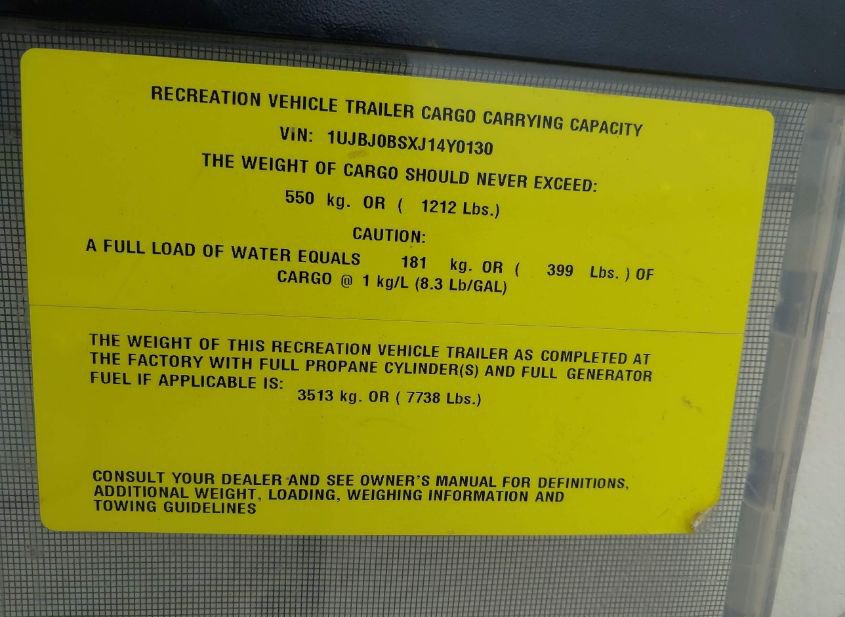 RECREATION VEHICLE TRAILER CARGO CARRYING CAPACITY
VIN: 1UJBJ0BSXJ14Y0130
THE WEIGHT OF CARGO SHOULD NEVER EXCEED:
550 kg. OR ( 1212 Lbs.)
CAUTION:
A FULL LOAD OF WATER EQUALS 181 kg. OR ( 399 Lbs. ) OF
CARGO @ 1 kg/L (8.3 Lb/GAL)
THE WEIGHT OF THIS RECREATION VEHICLE TRAILER AS COMPLETED AT
THE FACTORY WITH FULL PROPANE CYLINDER(S) AND FULL GENERATOR
FUEL IF APPLICABLE IS:
3513 kg. OR ( 7738 Lbs.)
CONSULT YOUR DEALER AND SEE OWNER'S MANUAL FOR DEFINITIONS,
ADDITIONAL WEIGHT, LOADING, WEIGHING INFORMATION AND
TOWING GUIDELINES